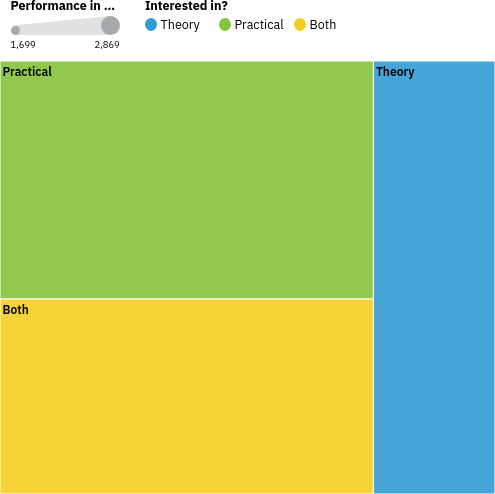 Performance in ... Interested in?
Theory Practical Both
1,699 2,869
Practical Theory
Both